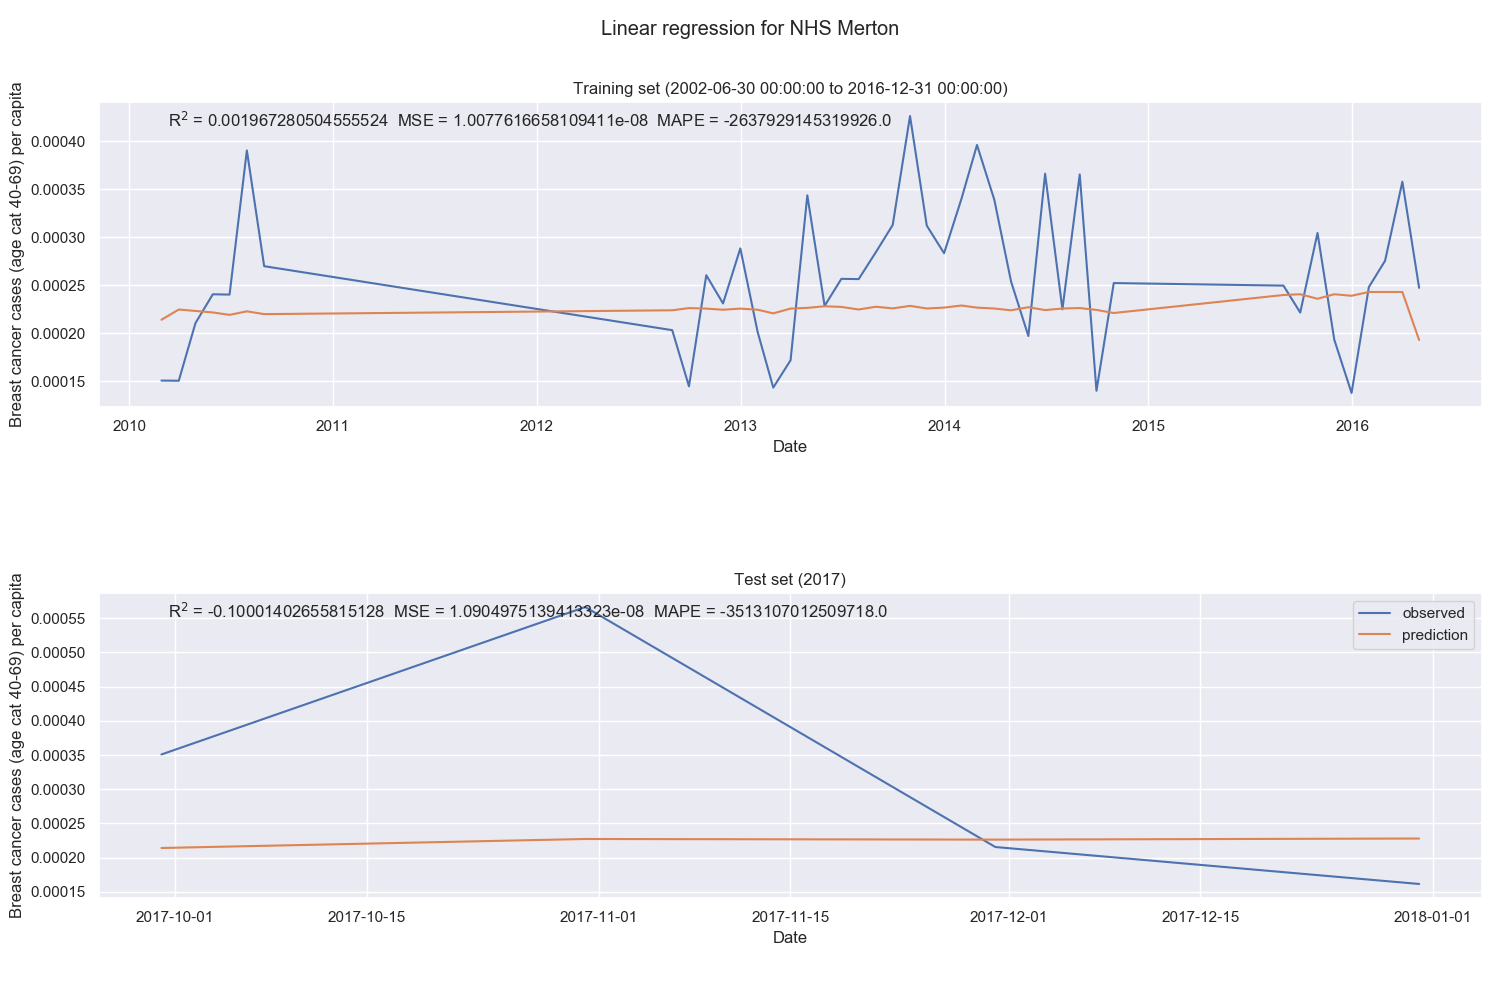 Linear regression for NHS Merton
Training set (2002-06-30 00:00:00 to 2016-12-31 00:00:00)
R² = 0.001967280504555524 MSE = 1.0077616658109411e-08 MAPE = -2637929145319926.0
Breast cancer cases (age cat 40-69) per capita
0.00040
0.00035
0.00030
0.00025
0.00020
0.00015
2010 2011 2012 2013 2014 2015 2016
Date
Test set (2017)
R² = -0.10001402655815128 MSE = 1.0904975139413323e-08 MAPE = -3513107012509718.0
observed
prediction
Breast cancer cases (age cat 40-69) per capita
0.00055
0.00050
0.00045
0.00040
0.00035
0.00030
0.00025
0.00020
0.00015
2017-10-01 2017-10-15 2017-11-01 2017-11-15 2017-12-01 2017-12-15 2018-01-01
Date